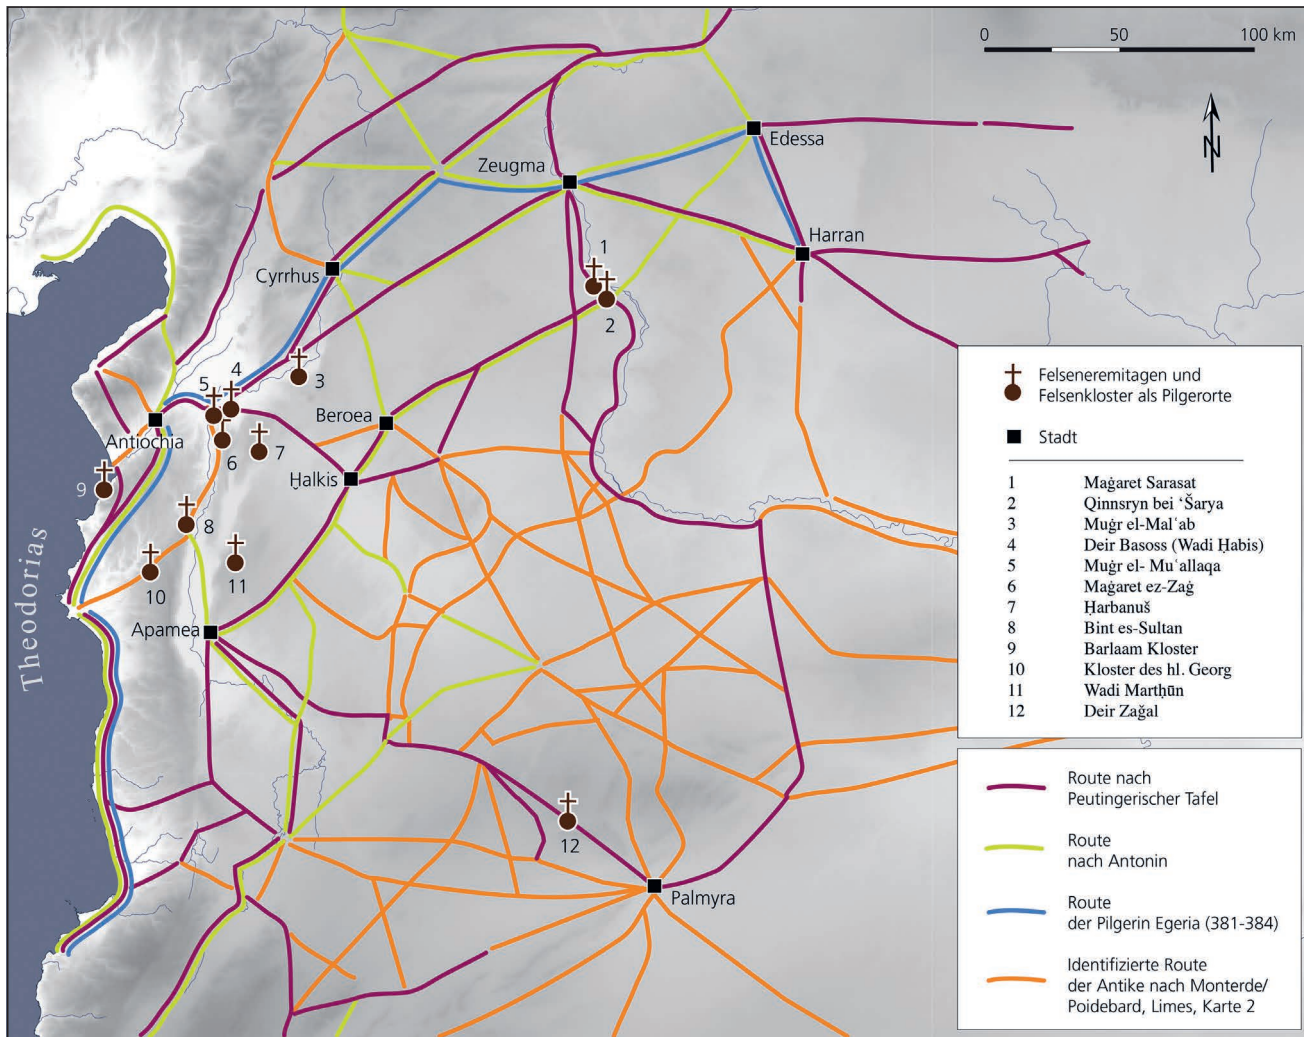 0 50 100 km
N
Edessa
Zeugma
Harran
1
Cyrrhus
2
3
4
5
Beroea
Antiochia
6
7
Ḥalkis
9
8
11
10
Apamea
Theodorias
12
Palmyra
Felseneremitagen und
Felsenkloster als Pilgerorte
Stadt
1 Maġaret Sarasat
2 Qinnsryn bei ʻŠarya
3 Muġr el-Malʻab
4 Deir Basoss (Wadi Ḥabis)
5 Muġr el- Muʻallaqa
6 Maġaret ez-Zaġ
7 Ḥarbanuš
8 Bint es-Sultan
9 Barlaam Kloster
10 Kloster des hl. Georg
11 Wadi Martḥūn
12 Deir Zaġal
Route nach
Peutingerischer Tafel
Route
nach Antonin
Route
der Pilgerin Egeria (381-384)
Identifizierte Route
der Antike nach Monterde/
Poidebard, Limes, Karte 2